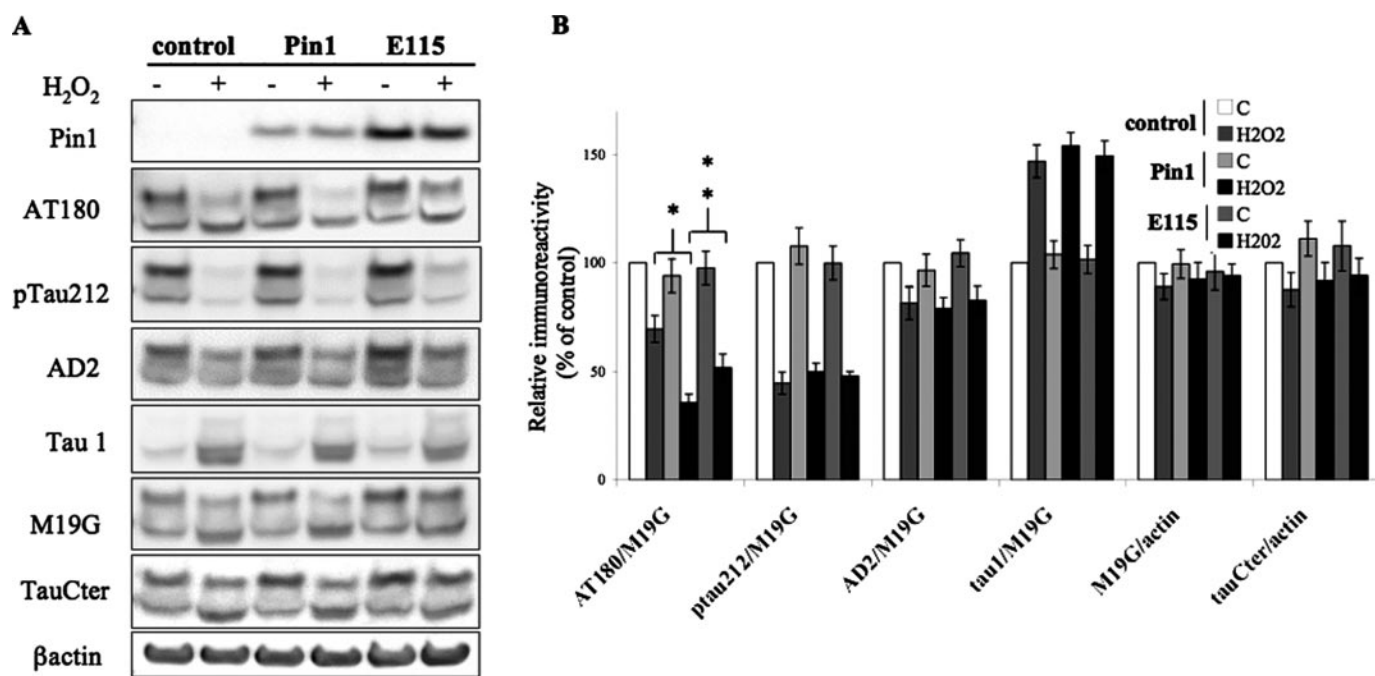 A
control Pin1 E115
H2O2 - + - + - +
Pin1
AT180
pTau212
AD2
Tau 1
M19G
TauCter
βactin
B
Relative immunoreactivity
(% of control)
150
100
50
0
*
*
*
control
C
H2O2
Pin1
C
H2O2
E115
C
H202
AT180/M19G
ptau212/M19G
AD2/M19G
tau1/M19G
M19G/actin
tauCter/actin